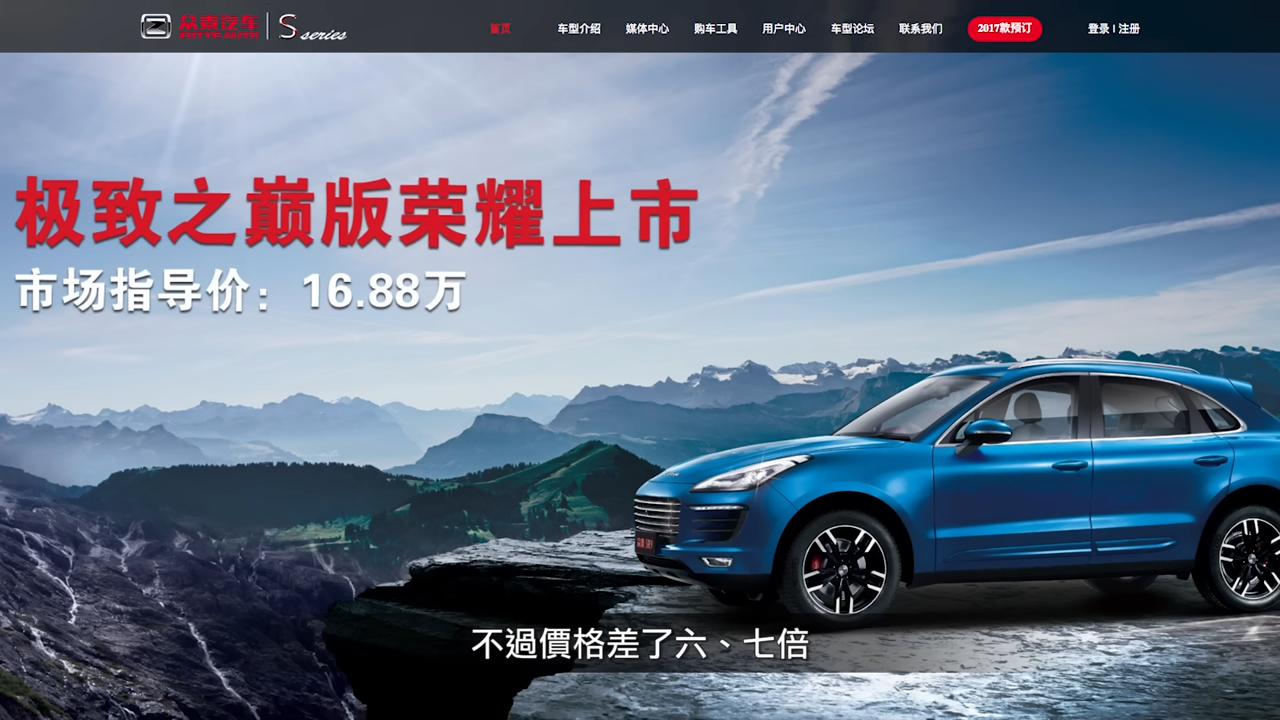 众泰汽车 S series
首页 车型介绍 媒体中心 购车工具 用户中心 车型论坛 联系我们 2017款预订 登录 | 注册
极致之巅版荣耀上市
市场指导价：16.88万
不過價格差了六、七倍